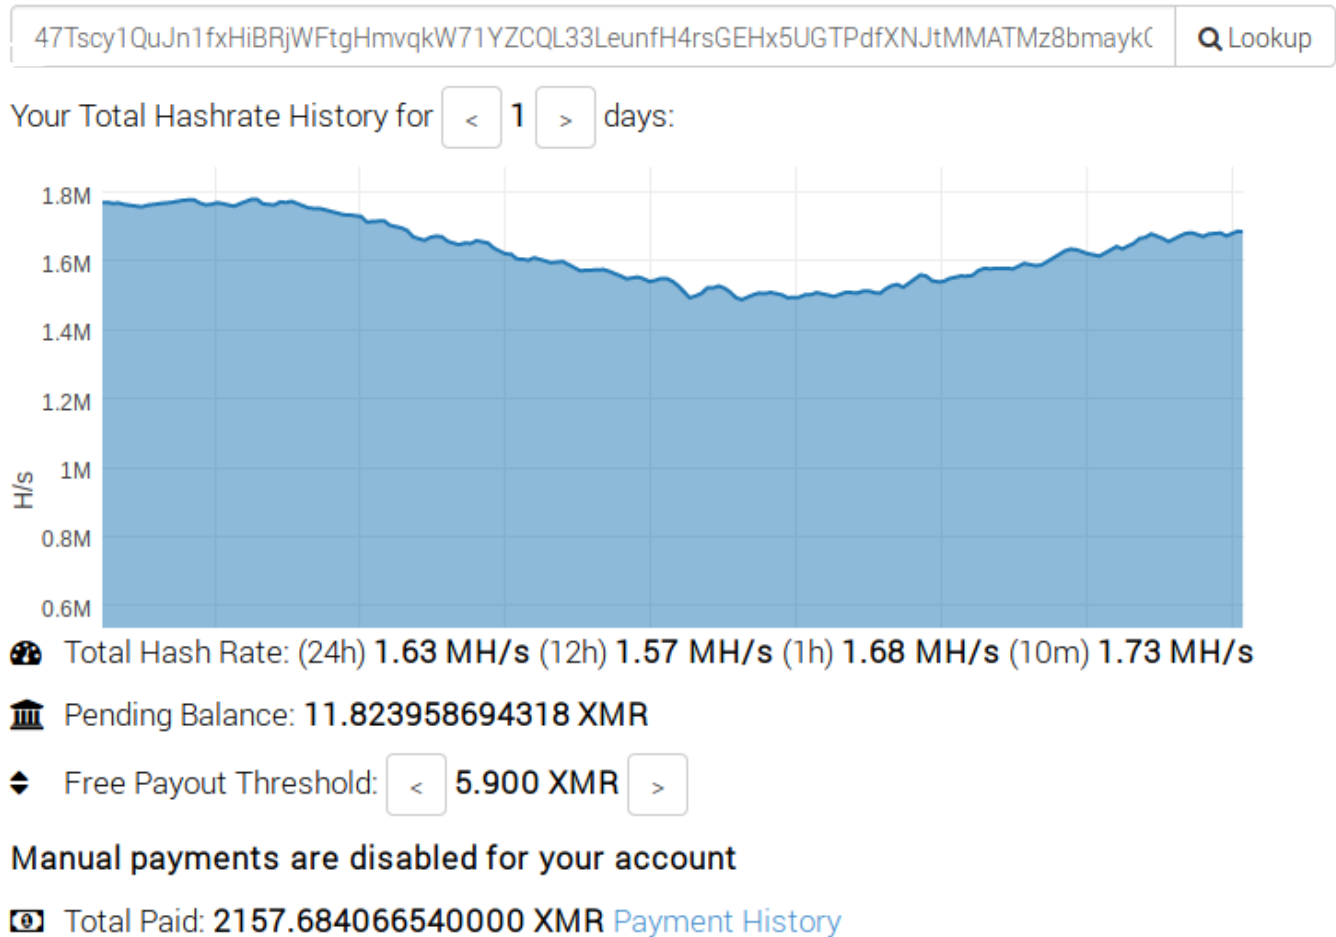 47Tscy1QuJn1fxHiBRjWFtgHmvqkW71YZCQL33LeunfH4rsGEHx5UGTPdfXNJtMMATMz8bmayk Lookup
Your Total Hashrate History for < 1 > days:
1.8M
1.6M
1.4M
1.2M
1M
0.8M
0.6M
H/s
Total Hash Rate: (24h) 1.63 MH/s (12h) 1.57 MH/s (1h) 1.68 MH/s (10m) 1.73 MH/s
Pending Balance: 11.823958694318 XMR
Free Payout Threshold: < 5.900 XMR >
Manual payments are disabled for your account
Total Paid: 2157.684066540000 XMR Payment History